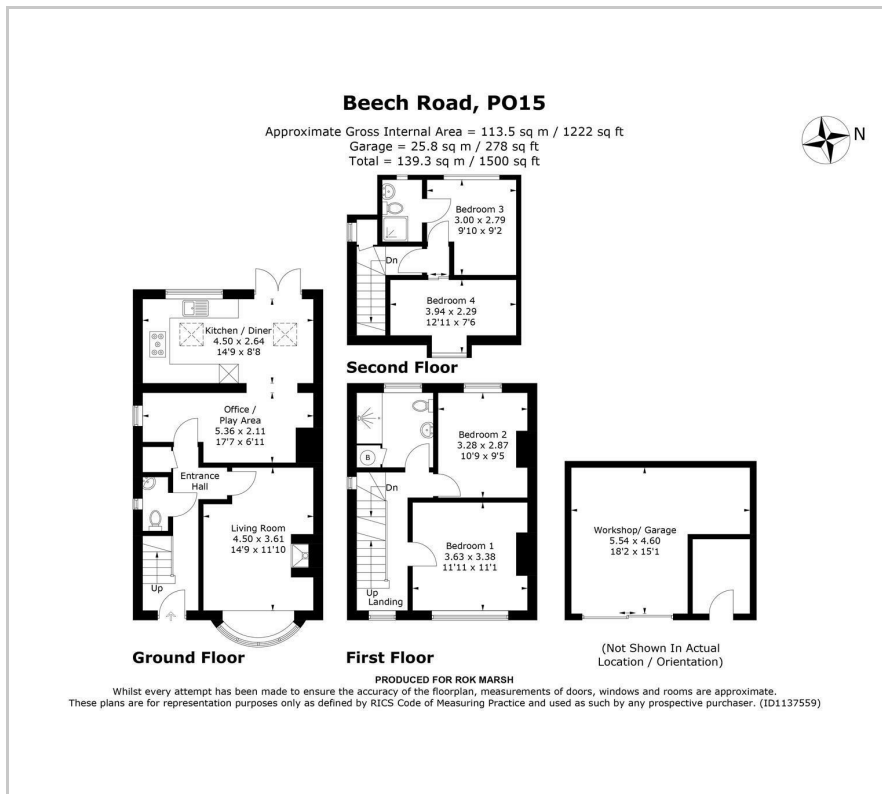 Beech Road, PO15
Approximate Gross Internal Area = 113.5 sq m / 1222 sq ft
Garage = 25.8 sq m / 278 sq ft
Total = 139.3 sq m / 1500 sq ft
N
Bedroom 3
3.00 x 2.79
9'10 x 9'2
Dn
Bedroom 4
3.94 x 2.29
12'11 x 7'6
Second Floor
Kitchen / Diner
4.50 x 2.64
14'9 x 8'8
Office /
Play Area
5.36 x 2.11
17'7 x 6'11
Entrance
Hall
Living Room
4.50 x 3.61
14'9 x 11'10
Up
Ground Floor
Bedroom 2
3.28 x 2.87
10'9 x 9'5
B
Dn
Bedroom 1
3.63 x 3.38
11'11 x 11'1
Up
Landing
First Floor
Workshop/ Garage
5.54 x 4.60
18'2 x 15'1
(Not Shown In Actual
Location / Orientation)
PRODUCED FOR ROK MARSH
Whilst every attempt has been made to ensure the accuracy of the floorplan, measurements of doors, windows and rooms are approximate.
These plans are for representation purposes only as defined by RICS Code of Measuring Practice and used as such by any prospective purchaser. (ID1137559)